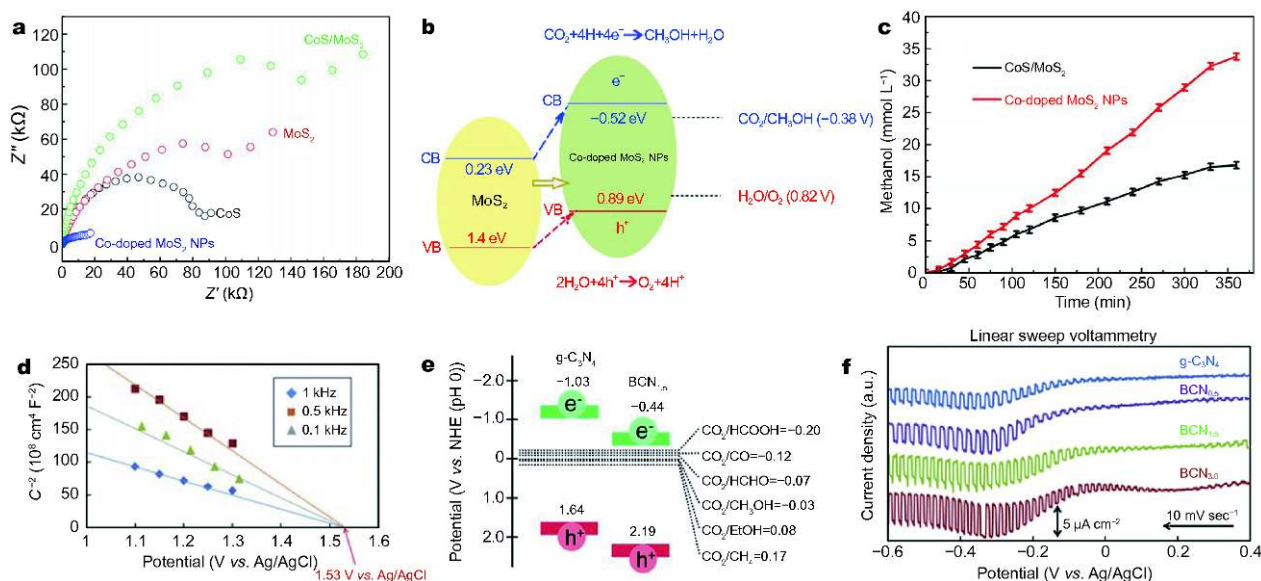 a
120
100
80
60
40
20
0
Z″ (kΩ)
CoS/MoS₂
MoS₂
CoS
Co-doped MoS₂ NPs
0 20 40 60 80 100 120 140 160 180 200
Z′ (kΩ)
b
CO₂+4H+4e⁻→CH₃OH+H₂O
e⁻
CB
−0.52 eV
CO₂/CH₃OH (−0.38 V)
CB
0.23 eV
Co-doped MoS₂ NPs
MoS₂
0.89 eV
H₂O/O₂ (0.82 V)
VB
h⁺
VB
1.4 eV
2H₂O+4h⁺→O₂+4H⁺
c
Methanol (mmol L⁻¹)
40
35
30
25
20
15
10
5
0
CoS/MoS₂
Co-doped MoS₂ NPs
0 50 100 150 200 250 300 350
Time (min)
d
C⁻² (10⁸ cm⁴ F⁻²)
250
200
150
100
50
0
1 kHz
0.5 kHz
0.1 kHz
1 1.1 1.2 1.3 1.4 1.5 1.6
Potential (V vs. Ag/AgCl)
1.53 V vs. Ag/AgCl
e
Potential (V vs. NHE (pH 0))
−2.0
−1.0
0
1.0
2.0
g-C₃N₄
−1.03
e⁻
BCN₁.ₙ
−0.44
e⁻
CO₂/HCOOH=−0.20
CO₂/CO=−0.12
CO₂/HCHO=−0.07
CO₂/CH₃OH=−0.03
CO₂/EtOH=0.08
CO₂/CH₄=0.17
1.64
h⁺
2.19
h⁺
f
Linear sweep voltammetry
Current density (a.u.)
g-C₃N₄
BCN₀.₅
BCN₁.₅
BCN₃.₀
5 μA cm⁻²
10 mV sec⁻¹
−0.6 −0.4 −0.2 0 0.2 0.4
Potential (V vs. Ag/AgCl)